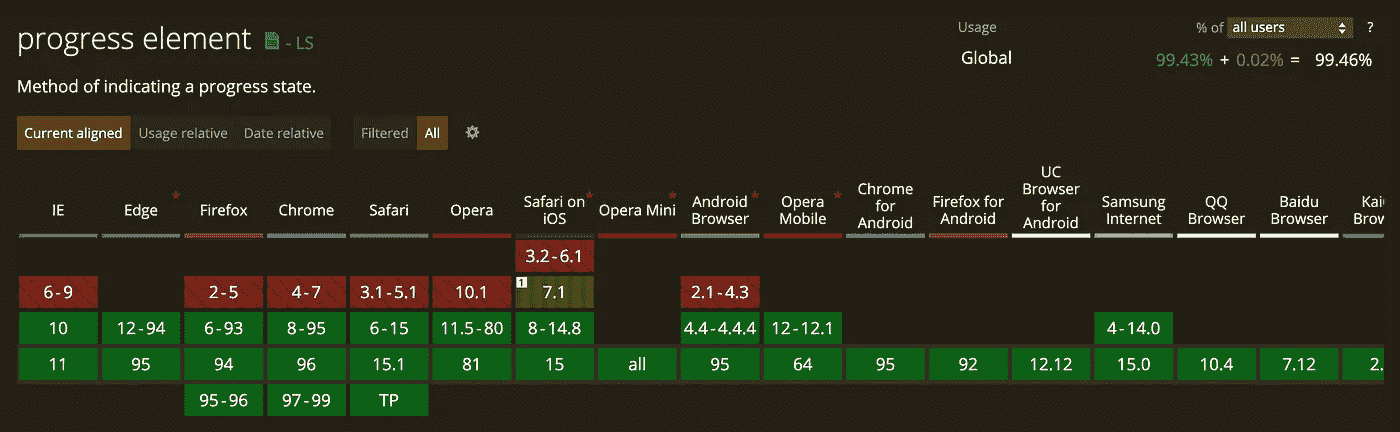 progress element - LS
Usage % of all users ?
Global 99.43% + 0.02% = 99.46%
Method of indicating a progress state.
Current aligned Usage relative Date relative Filtered All
IE Edge * Firefox Chrome Safari Opera Safari on iOS * Opera Mini * Android Browser * Opera Mobile * Chrome for Android Firefox for Android UC Browser for Android Samsung Internet QQ Browser Baidu Browser Kai Brow
3.2-6.1
6-9 2-5 4-7 3.1-5.1 10.1 1 7.1 2.1-4.3
10 12-94 6-93 8-95 6-15 11.5-80 8-14.8 4.4-4.4.4 12-12.1 4-14.0
11 95 94 96 15.1 81 15 all 95 64 95 92 12.12 15.0 10.4 7.12 2.
95-96 97-99 TP